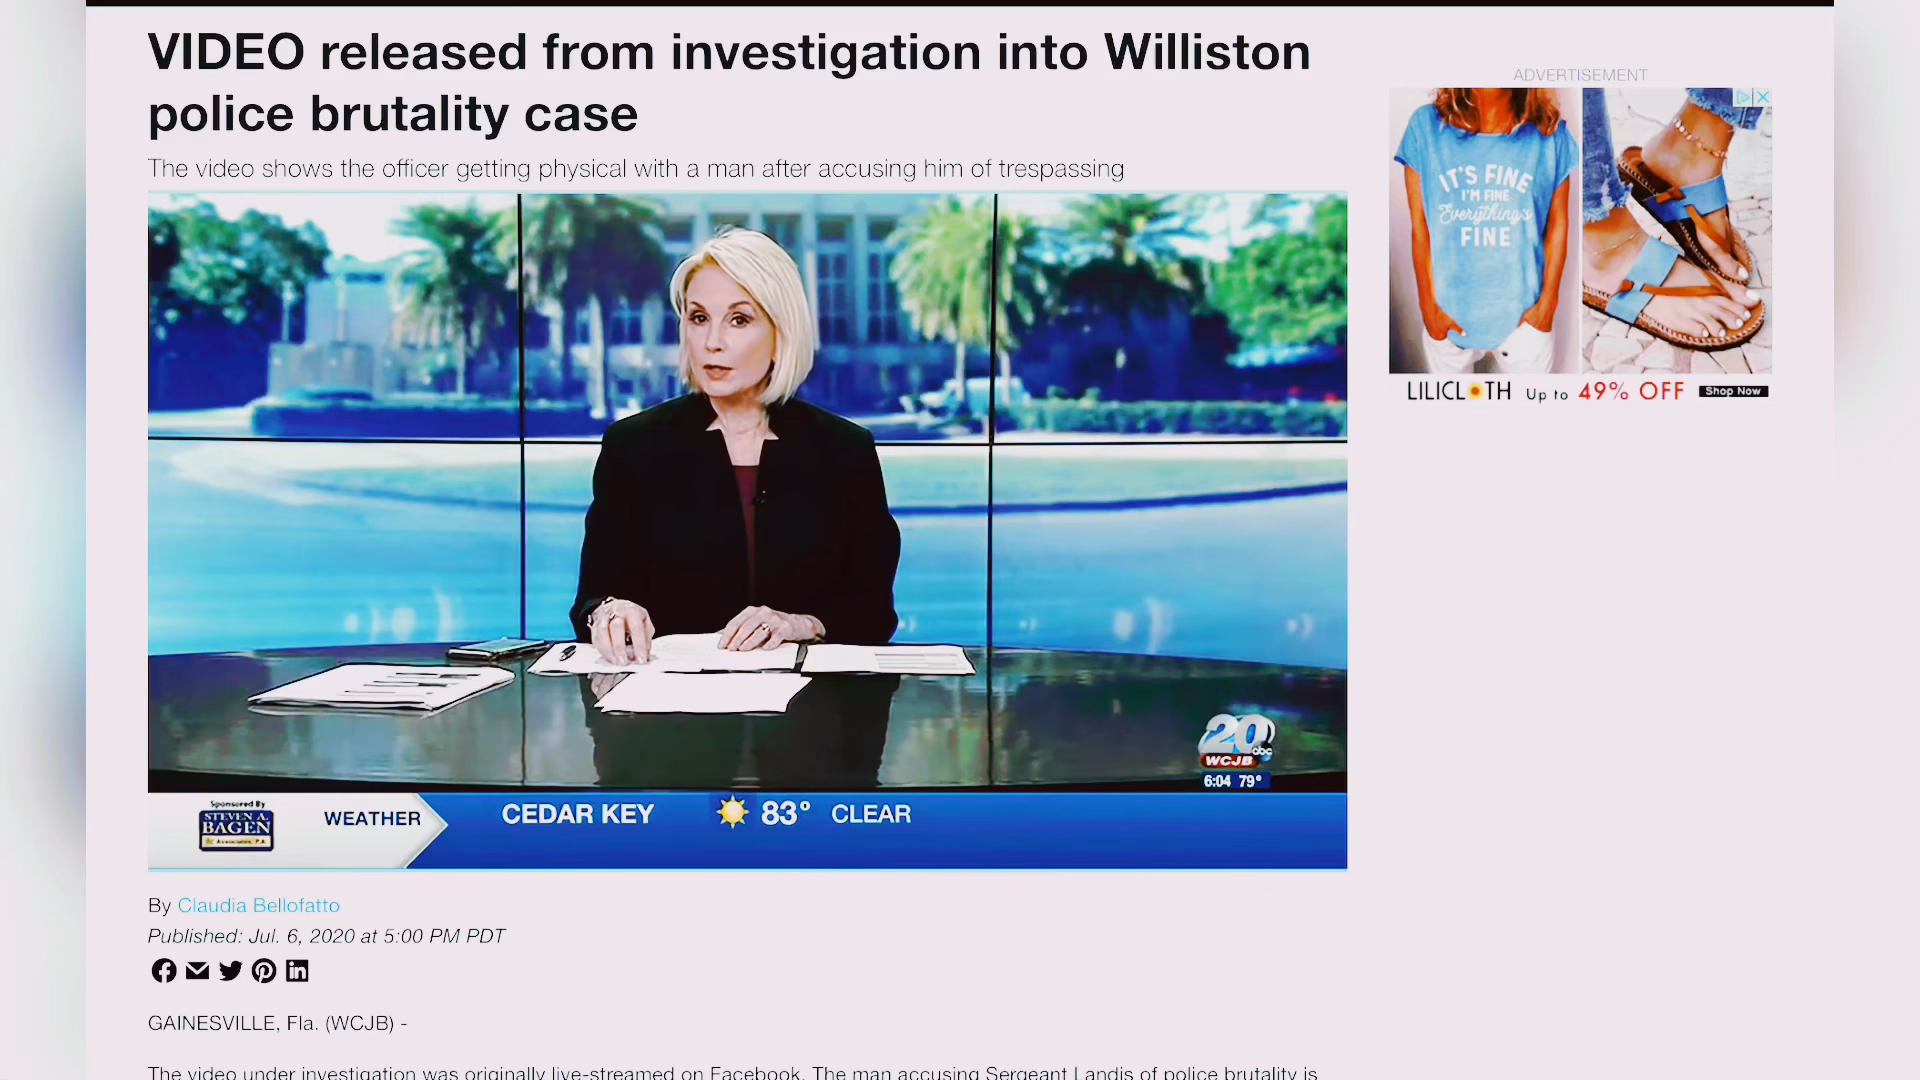 VIDEO released from investigation into Williston
police brutality case
The video shows the officer getting physical with a man after accusing him of trespassing
ADVERTISEMENT
IT'S FINE
I'M FINE
Everything's
FINE
LILICLOTH Up to 49% OFF Shop Now
20
abc
WCJB
6:04 79°
Sponsored By
STEVEN A.
BAGEN
& Associates, P.A.
WEATHER
CEDAR KEY 83° CLEAR
By Claudia Bellofatto
Published: Jul. 6, 2020 at 5:00 PM PDT
GAINESVILLE, Fla. (WCJB) -
The video under investigation was originally live-streamed on Facebook. The man accusing Sergeant Landis of police brutality is